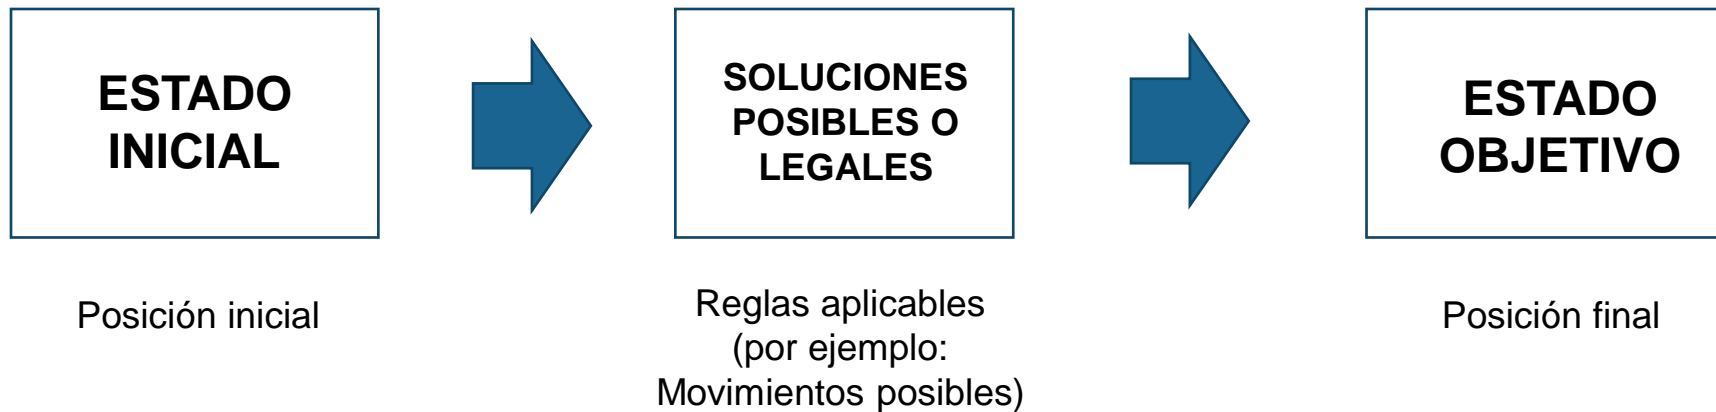 ESTADO
INICIAL
SOLUCIONES
POSIBLES O
LEGALES
ESTADO
OBJETIVO
Posición inicial
Reglas aplicables
(por ejemplo:
Movimientos posibles)
Posición final